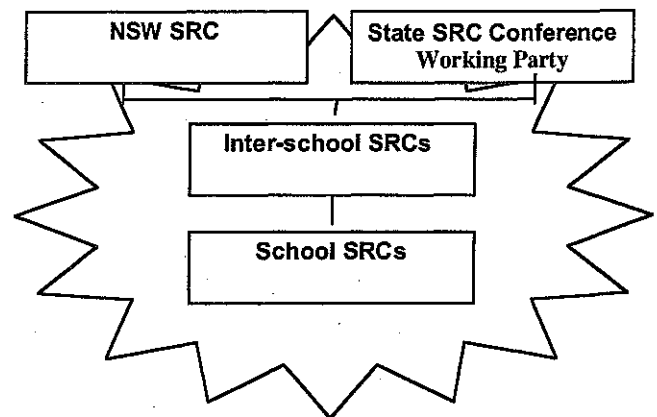 NSW SRC
State SRC Conference
Working Party
Inter-school SRCs
School SRCs